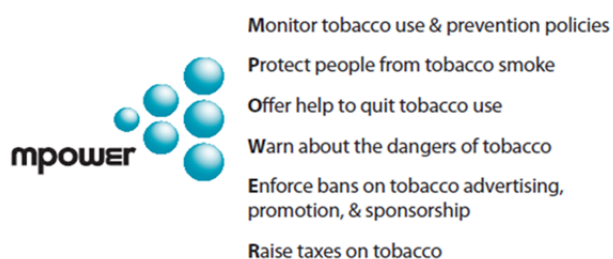 Monitor tobacco use & prevention policies
Protect people from tobacco smoke
Offer help to quit tobacco use
mpower
Warn about the dangers of tobacco
Enforce bans on tobacco advertising,
promotion, & sponsorship
Raise taxes on tobacco